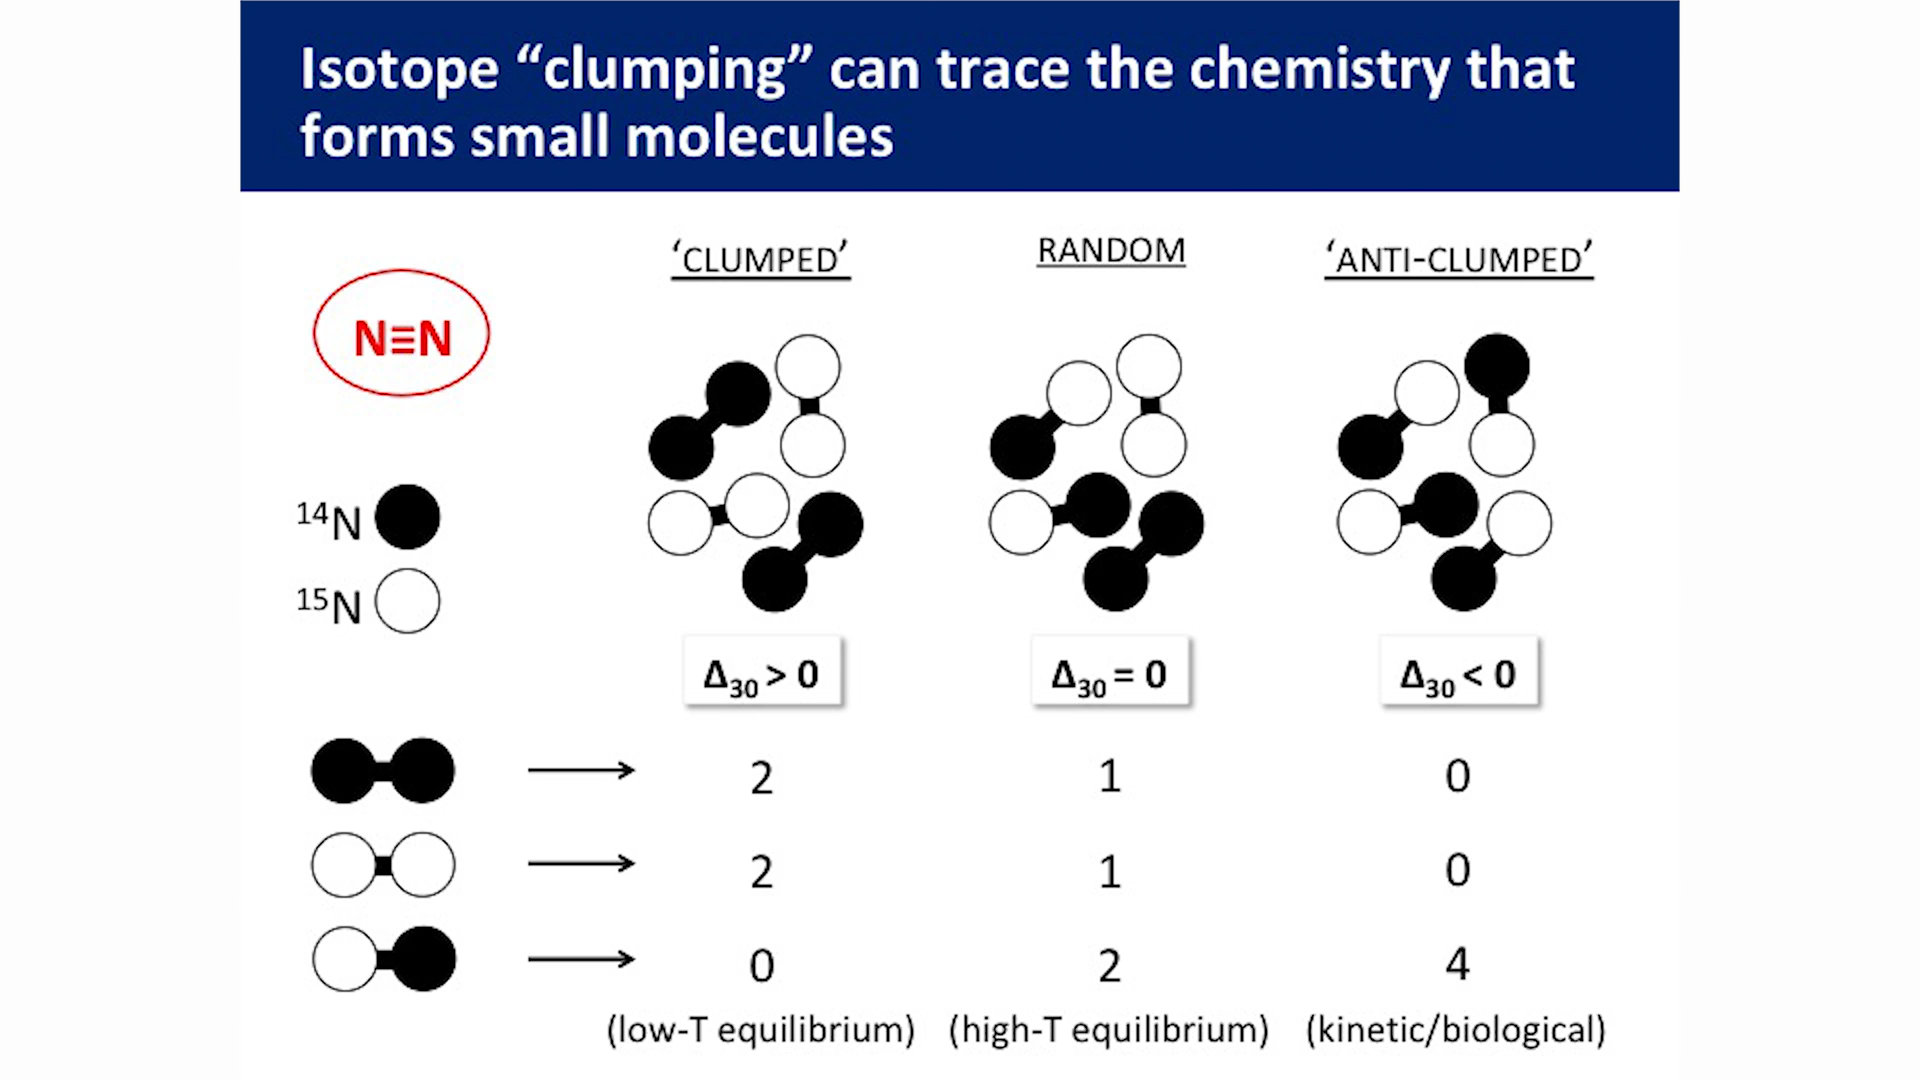 Isotope “clumping” can trace the chemistry that
forms small molecules
‘CLUMPED’
RANDOM
‘ANTI-CLUMPED’
N≡N
¹⁴N
¹⁵N
Δ₃₀ > 0
Δ₃₀ = 0
Δ₃₀ < 0
2 1 0
2 1 0
0 2 4
(low-T equilibrium) (high-T equilibrium) (kinetic/biological)